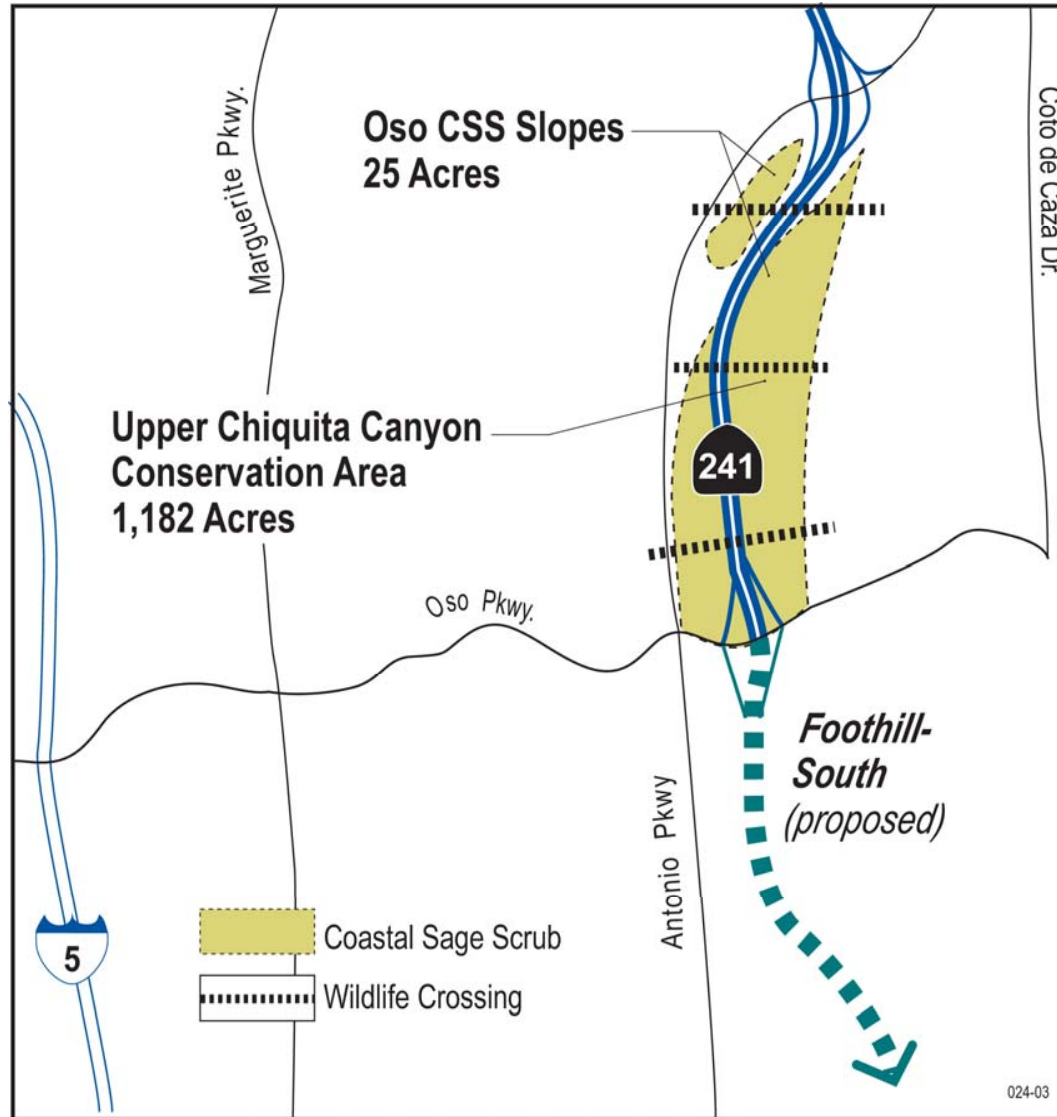 Marguerite Pkwy.
Oso CSS Slopes
25 Acres
Coto de Caza Dr.
Upper Chiquita Canyon
Conservation Area
1,182 Acres
241
Oso Pkwy.
Foothill-
South
(proposed)
Antonio Pkwy
5
Coastal Sage Scrub
Wildlife Crossing
024-03